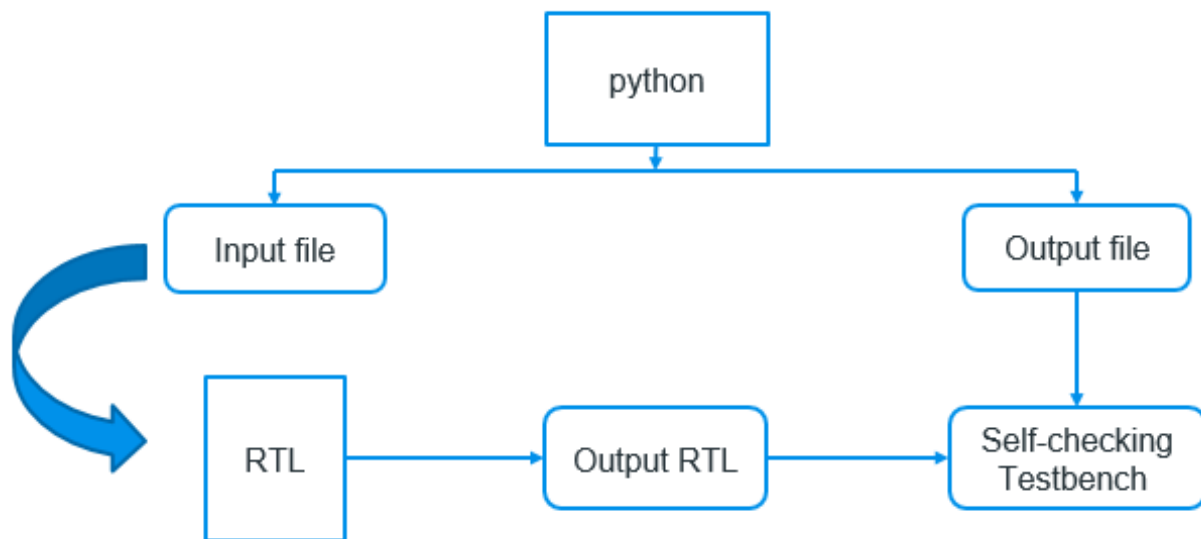 python
Input file
Output file
RTL
Output RTL
Self-checking
Testbench